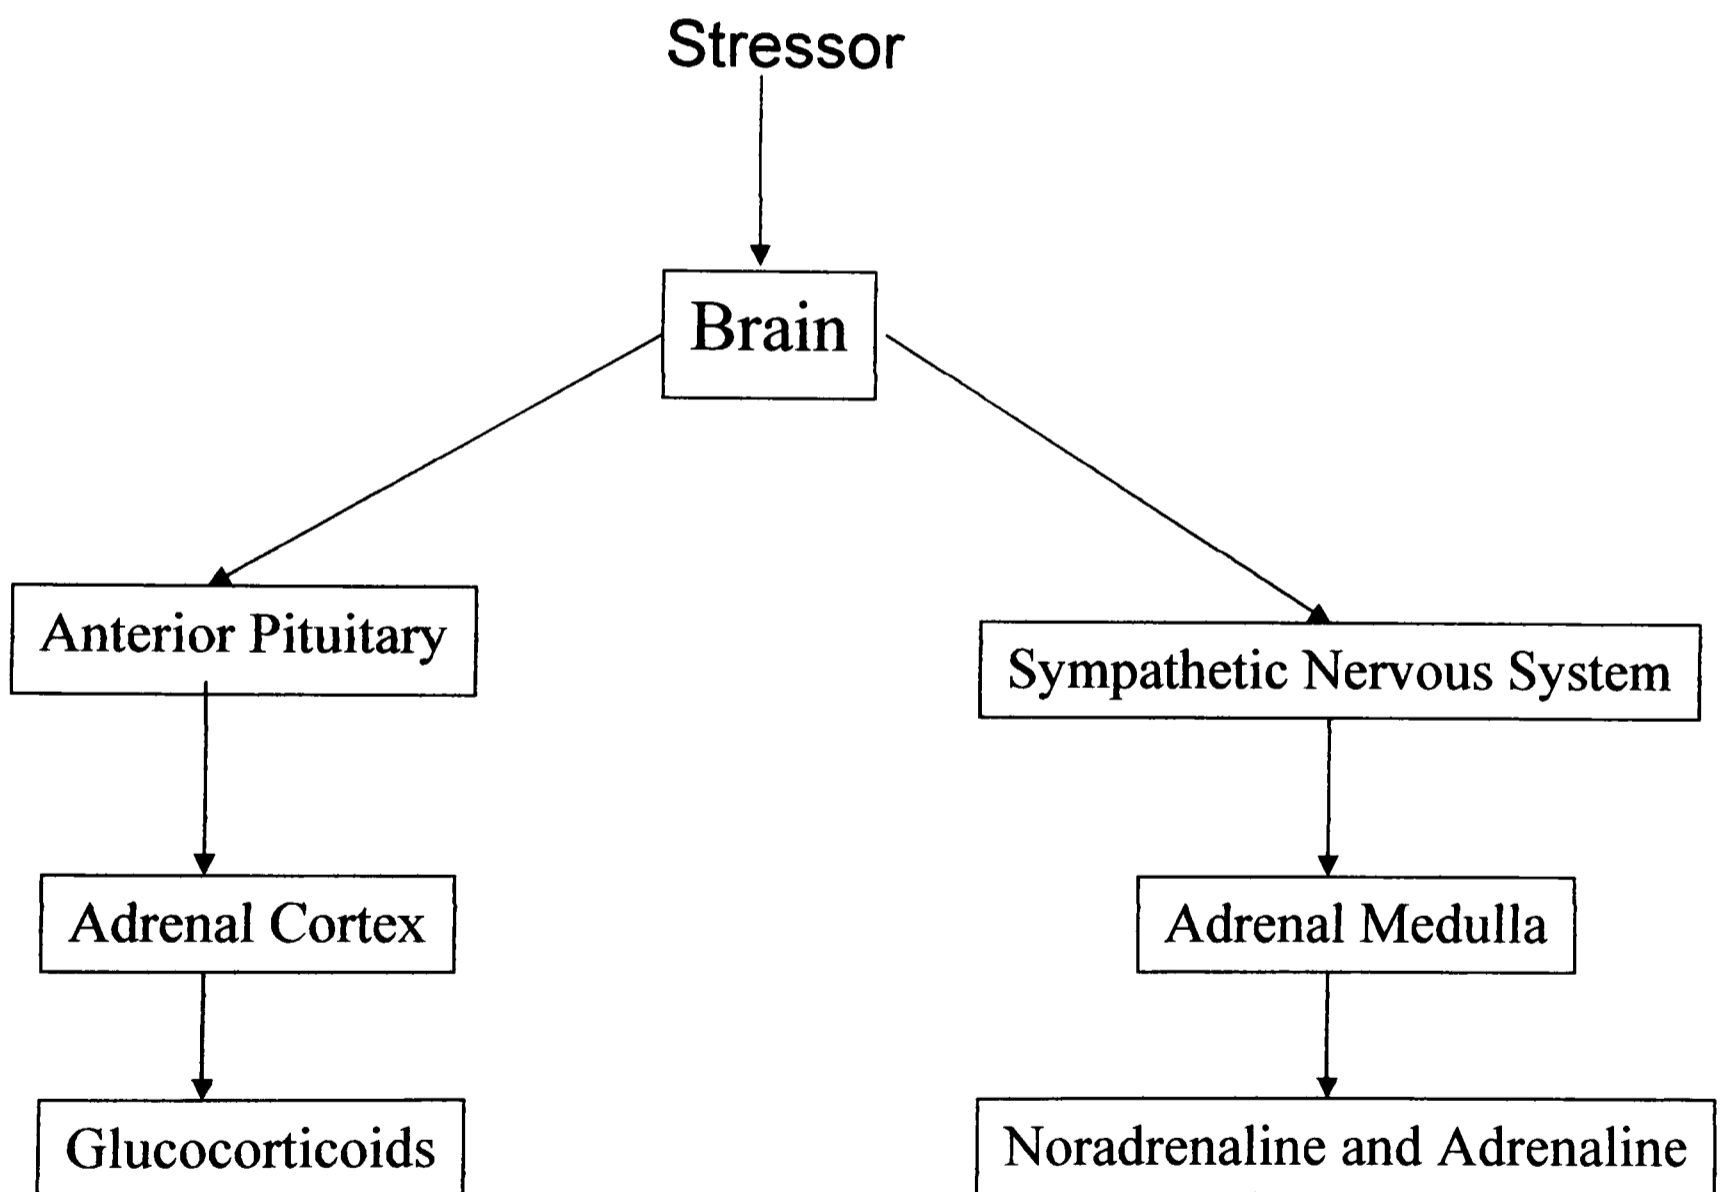 Stressor
Brain
Anterior Pituitary
Sympathetic Nervous System
Adrenal Cortex
Adrenal Medulla
Glucocorticoids
Noradrenaline and Adrenaline